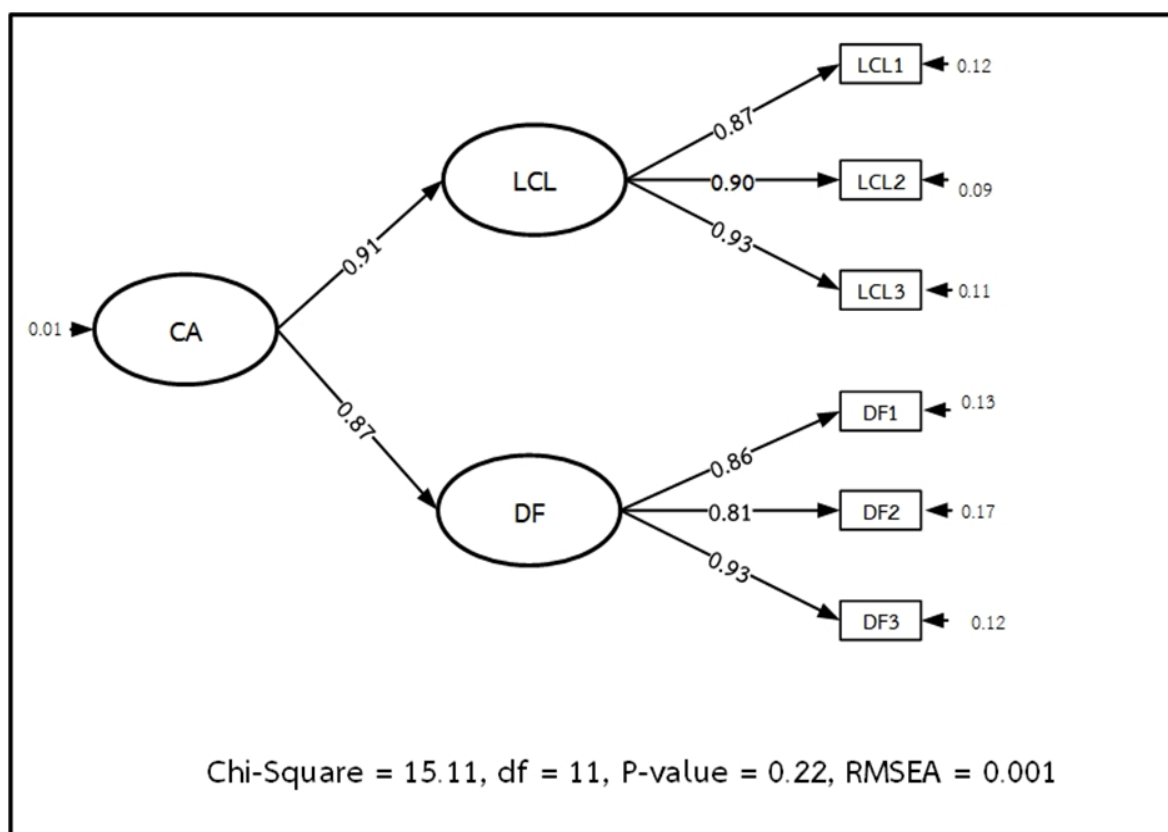 LCL1
0.12
0.87
LCL
0.90
LCL2
0.09
0.93
LCL3
0.11
0.91
0.01
CA
0.87
DF1
0.13
0.86
DF
0.81
DF2
0.17
0.93
DF3
0.12
Chi-Square = 15.11, df = 11, P-value = 0.22, RMSEA = 0.001